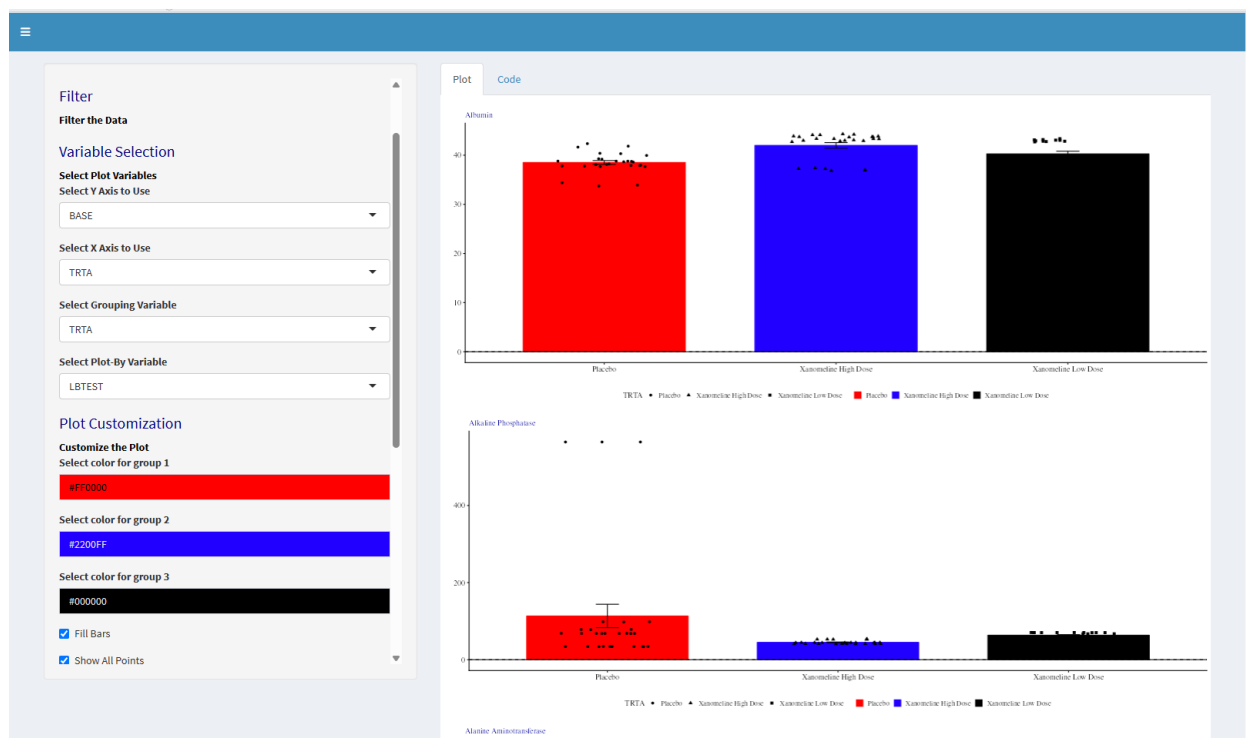 Filter
Filter the Data
Variable Selection
Select Plot Variables
Select Y Axis to Use
BASE
Select X Axis to Use
TRTA
Select Grouping Variable
TRTA
Select Plot-By Variable
LBTEST
Plot Customization
Customize the Plot
Select color for group 1
#FF0000
Select color for group 2
#2200FF
Select color for group 3
#000000
Fill Bars
Show All Points
Plot Code
Albumin
40
30
20
10
0
Placebo Xanomeline High Dose Xanomeline Low Dose
TRTA Placebo Xanomeline High Dose Xanomeline Low Dose Placebo Xanomeline High Dose Xanomeline Low Dose
Alkaline Phosphatase
400
200
0
Placebo Xanomeline High Dose Xanomeline Low Dose
TRTA Placebo Xanomeline High Dose Xanomeline Low Dose Placebo Xanomeline High Dose Xanomeline Low Dose
Alanine Aminotransferase